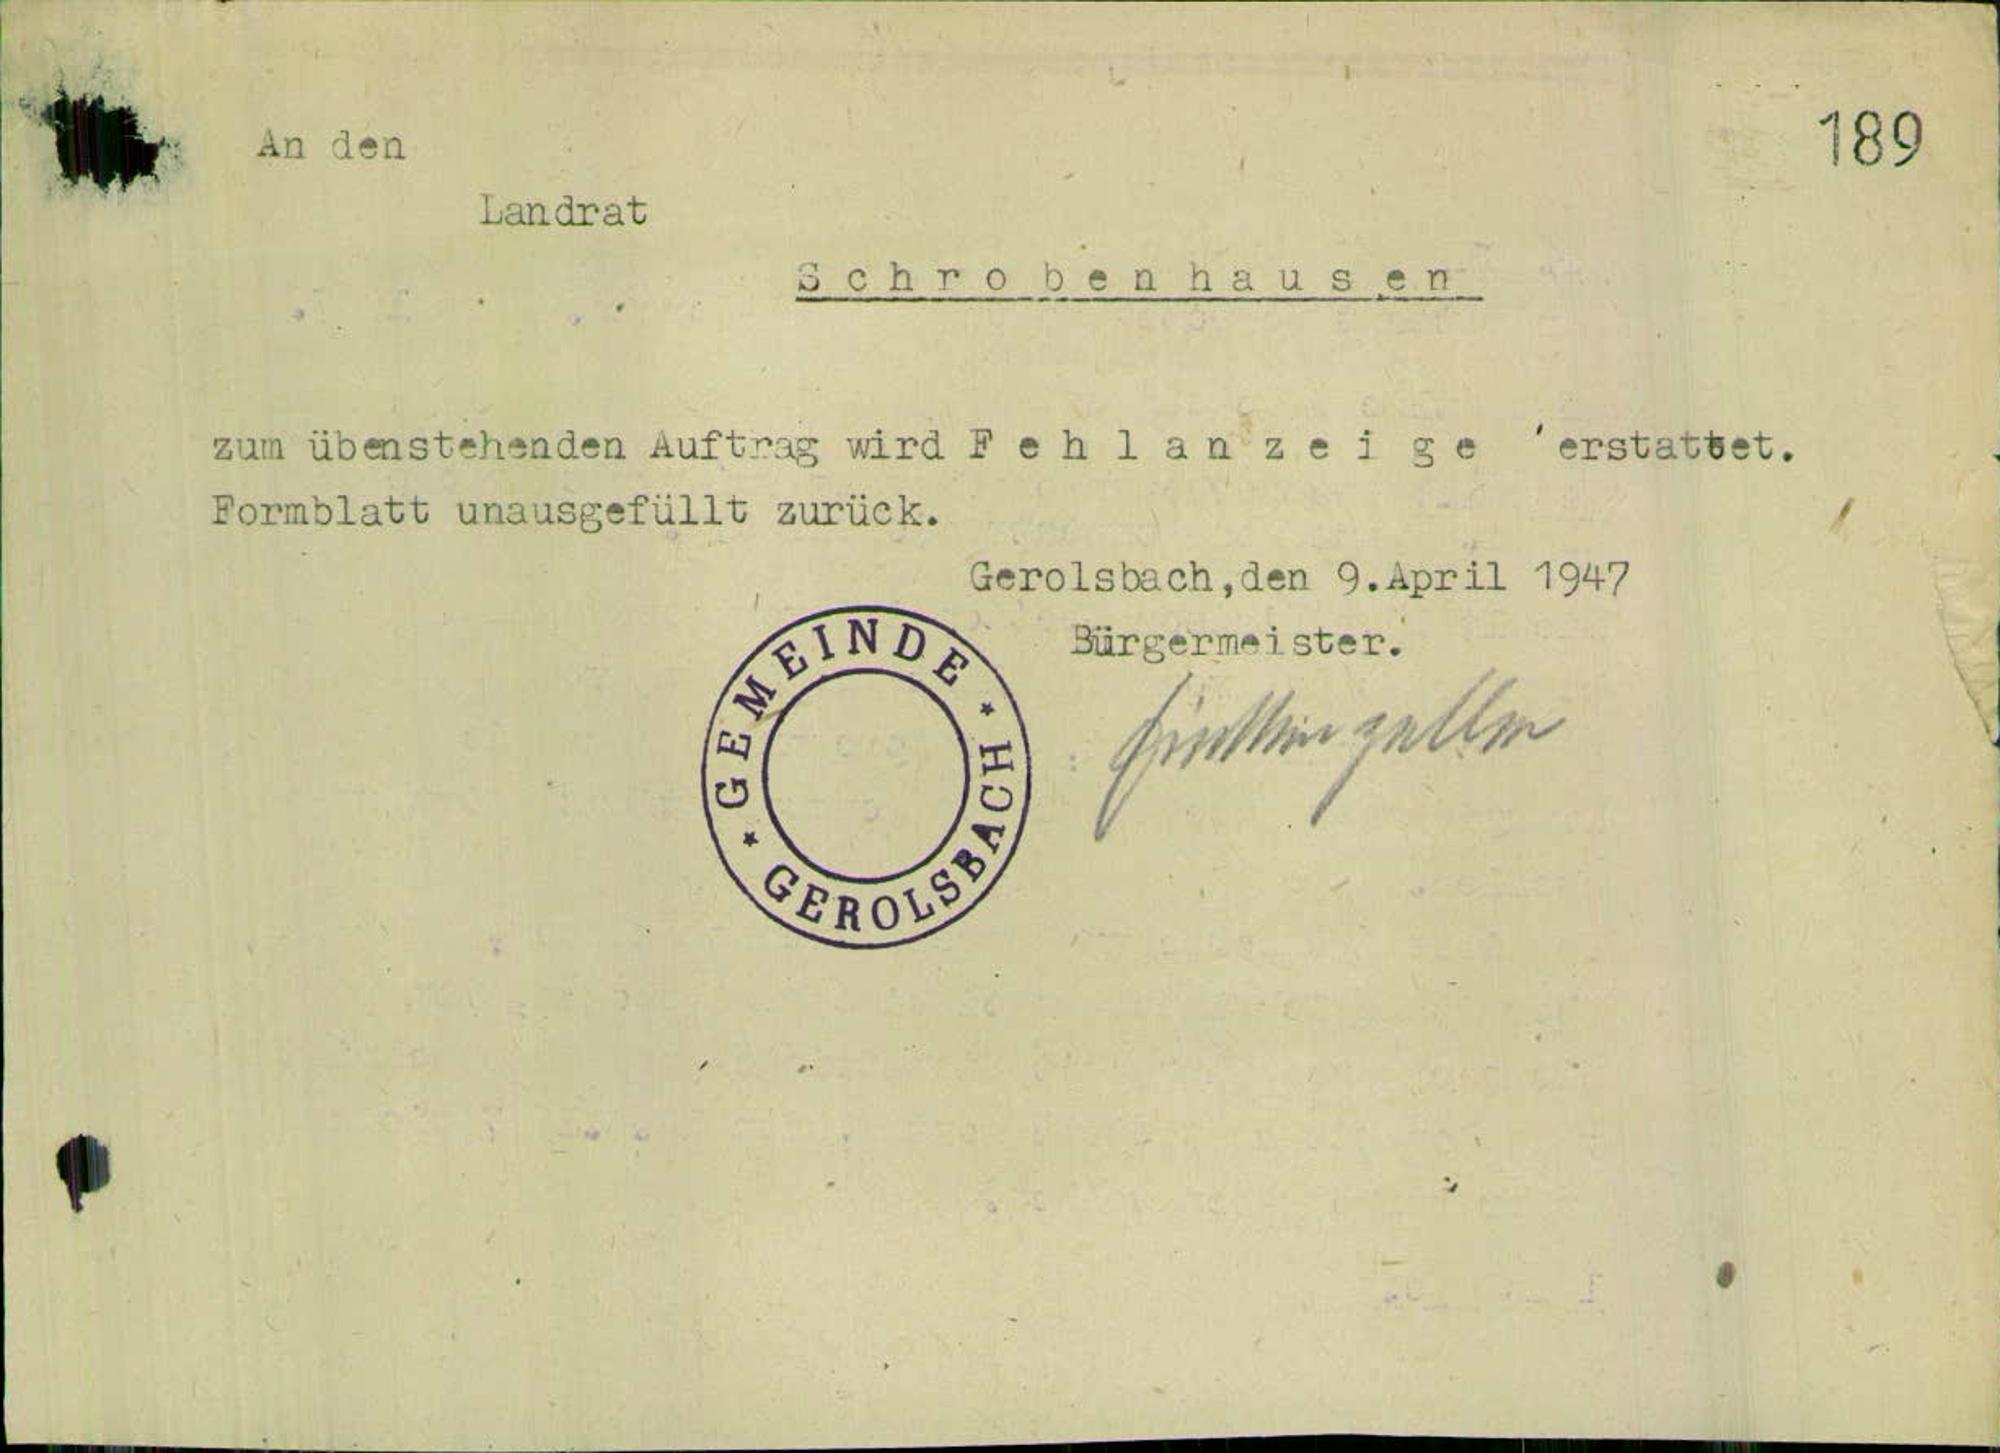 189
An den
Landrat
S c h r o b e n h a u s e n
zum übenstehenden Auftrag wird F e h l a n z e i g e 'erstattet.
Formblatt unausgefüllt zurück.
Gerolsbach,den 9.April 1947
Bürgermeister.
* GEMEINDE *
GEROLSBACH